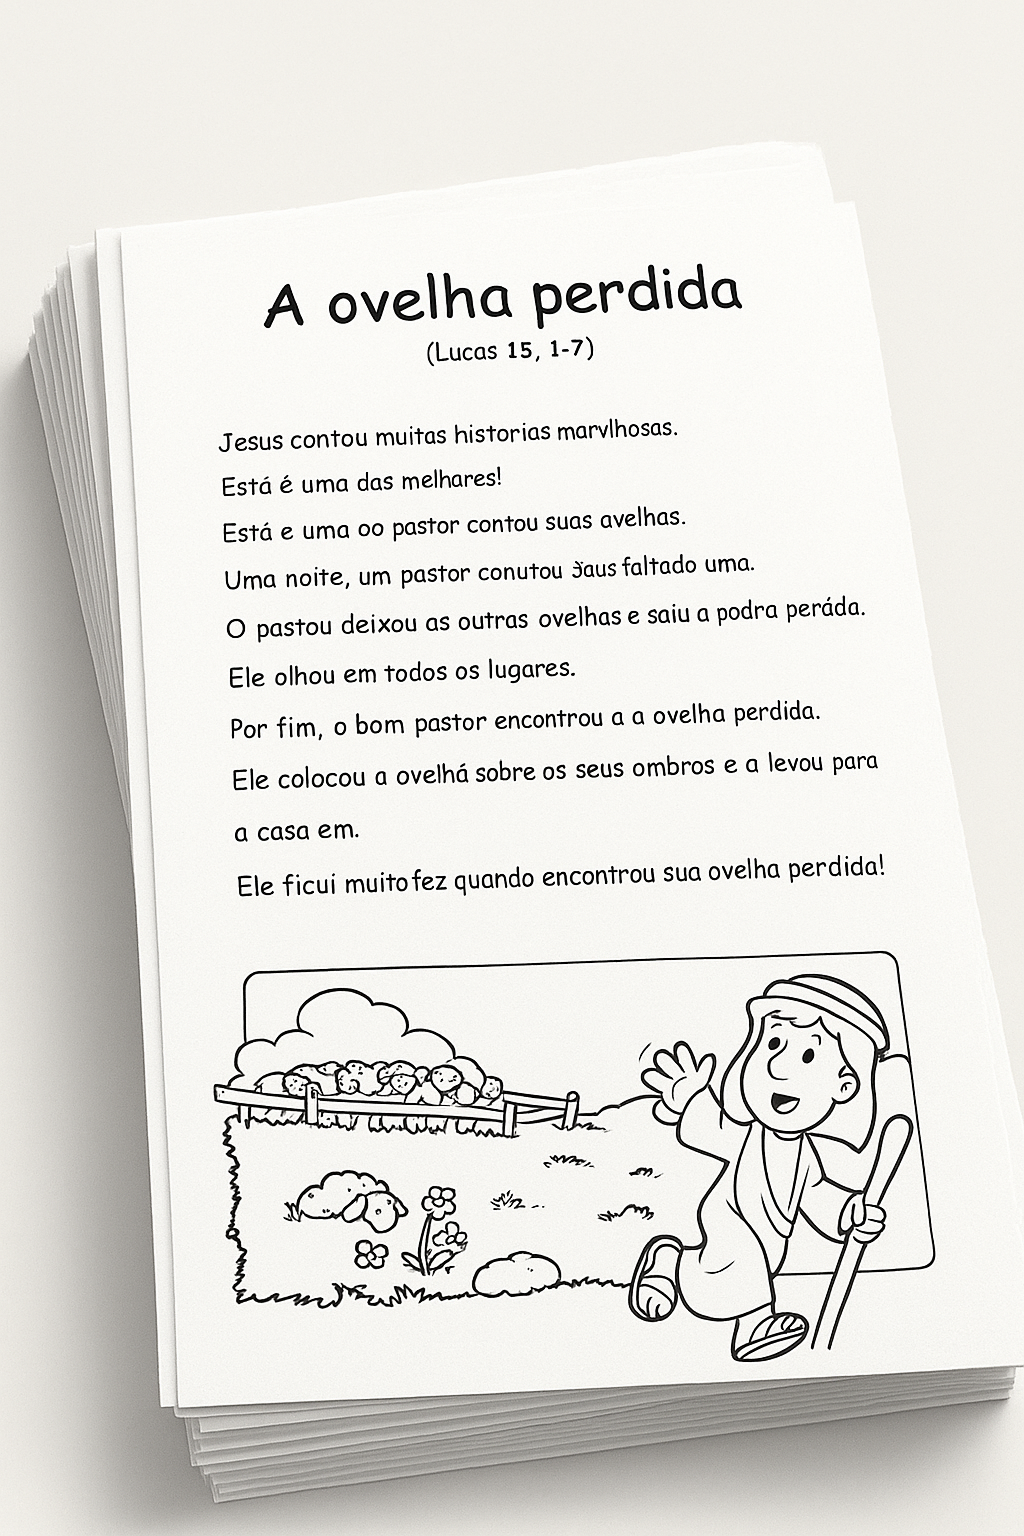 A ovelha perdida
(Lucas 15, 1-7)
Jesus contou muitas historias marvlhosas.
Está é uma das melhares!
Está e uma oo pastor contou suas avelhas.
Uma noite, um pastor conutou faltado uma.
O pastou deixou as outras ovelhas e saiu a podra peráda.
Ele olhou em todos os lugares.
Por fim, o bom pastor encontrou a a ovelha perdida.
Ele colocou a ovelhá sobre os seus ombros e a levou para
a casa em.
Ele ficui muito fez quando encontrou sua ovelha perdida!